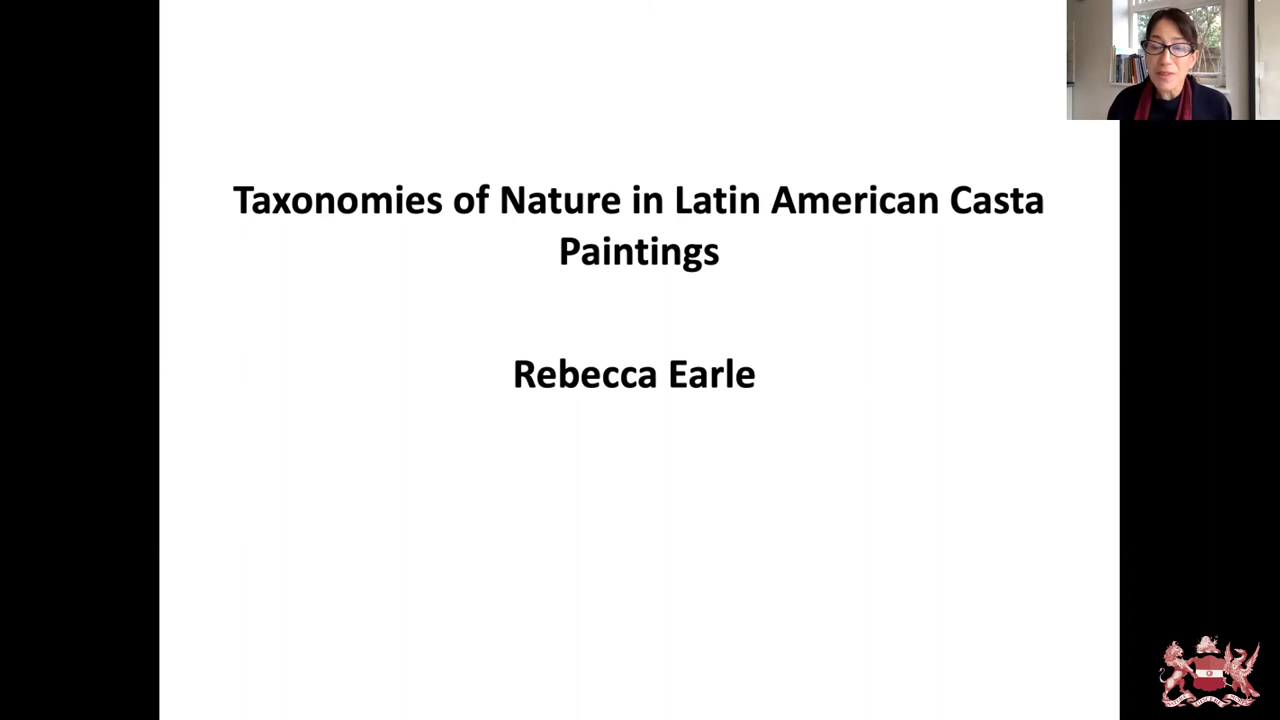 Taxonomies of Nature in Latin American Casta
Paintings
Rebecca Earle